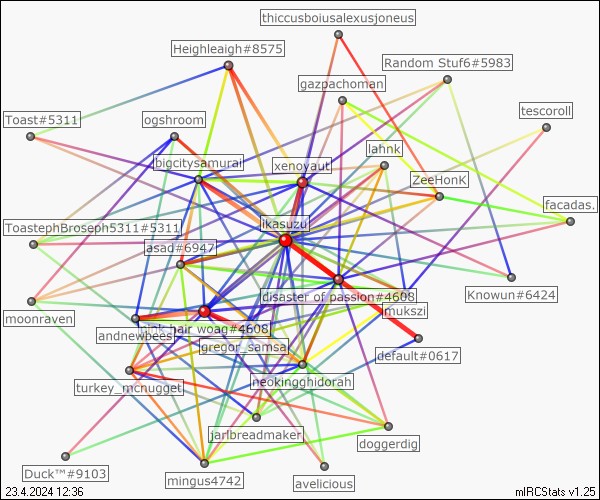 thiccusboiusalexusjoneus
Heighleaigh#8575
Random Stuf6#5983
gazpachoman
tescoroll
Toast#5311
ogshroom
lahnk
bigcitysamurai
xenoyaut
ZeeHonk
facadas.
ikasuzu
ToastephBroseph5311#5311
asad#6947
disaster of passion#4608
Knowun#6424
mukszi
moonraven
pink hair woag#4608
andnewbees
gregor_samsa
default#0617
turkey_mcnugget
neokingghidorah
jarlbreadmaker
doggerdig
Duck™#9103
mingus4742
avelicious
23.4.2024 12:36
mIRCStats v1.25